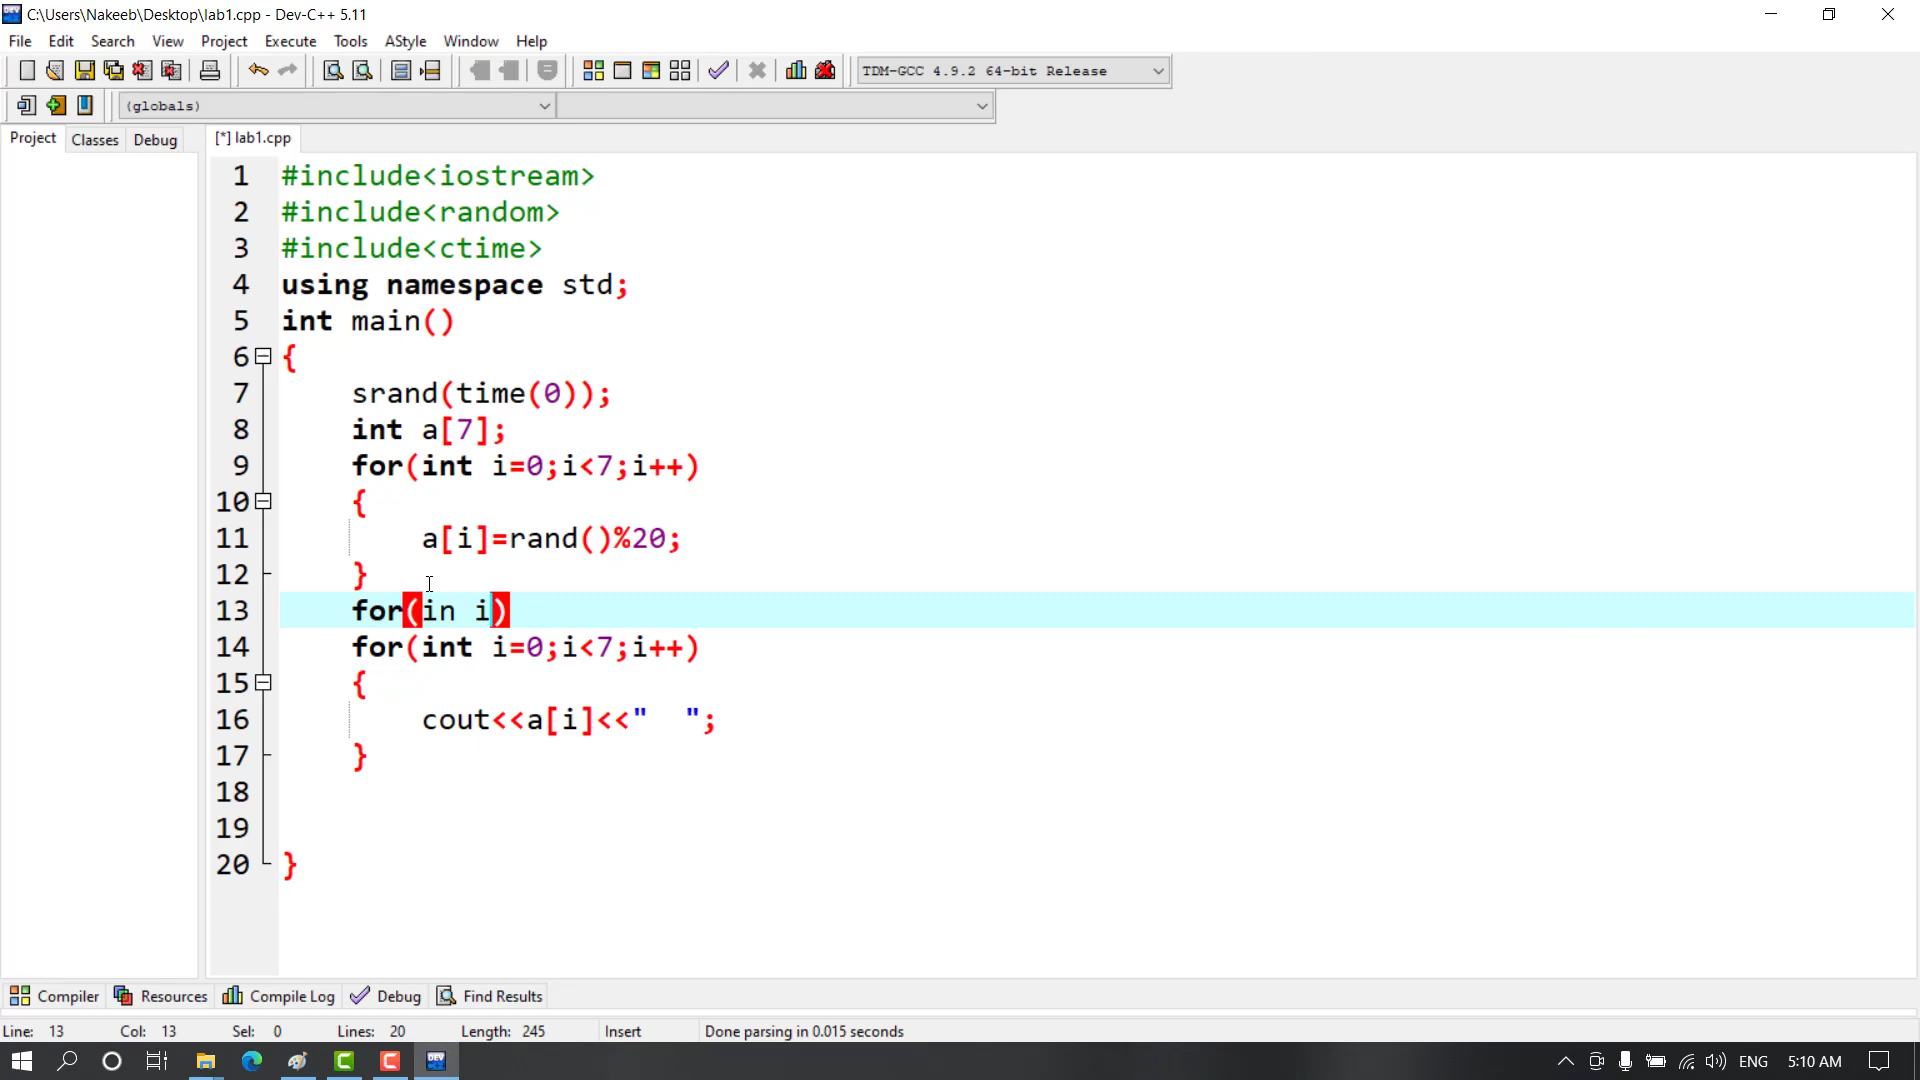 C:\Users\Nakeeb\Desktop\lab1.cpp - Dev-C++ 5.11
File Edit Search View Project Execute Tools AStyle Window Help
TDM-GCC 4.9.2 64-bit Release
(globals)
Project Classes Debug [*] lab1.cpp
1 #include<iostream>
2 #include<random>
3 #include<ctime>
4 using namespace std;
5 int main()
6 {
7 srand(time(0));
8 int a[7];
9 for(int i=0;i<7;i++)
10 {
11 a[i]=rand()%20;
12 }
13 for(in i)
14 for(int i=0;i<7;i++)
15 {
16 cout<<a[i]<<"  ";
17 }
18
19
20 }
Compiler Resources Compile Log Debug Find Results
Line: 13 Col: 13 Sel: 0 Lines: 20 Length: 245 Insert Done parsing in 0.015 seconds
DEV ENG 5:10 AM